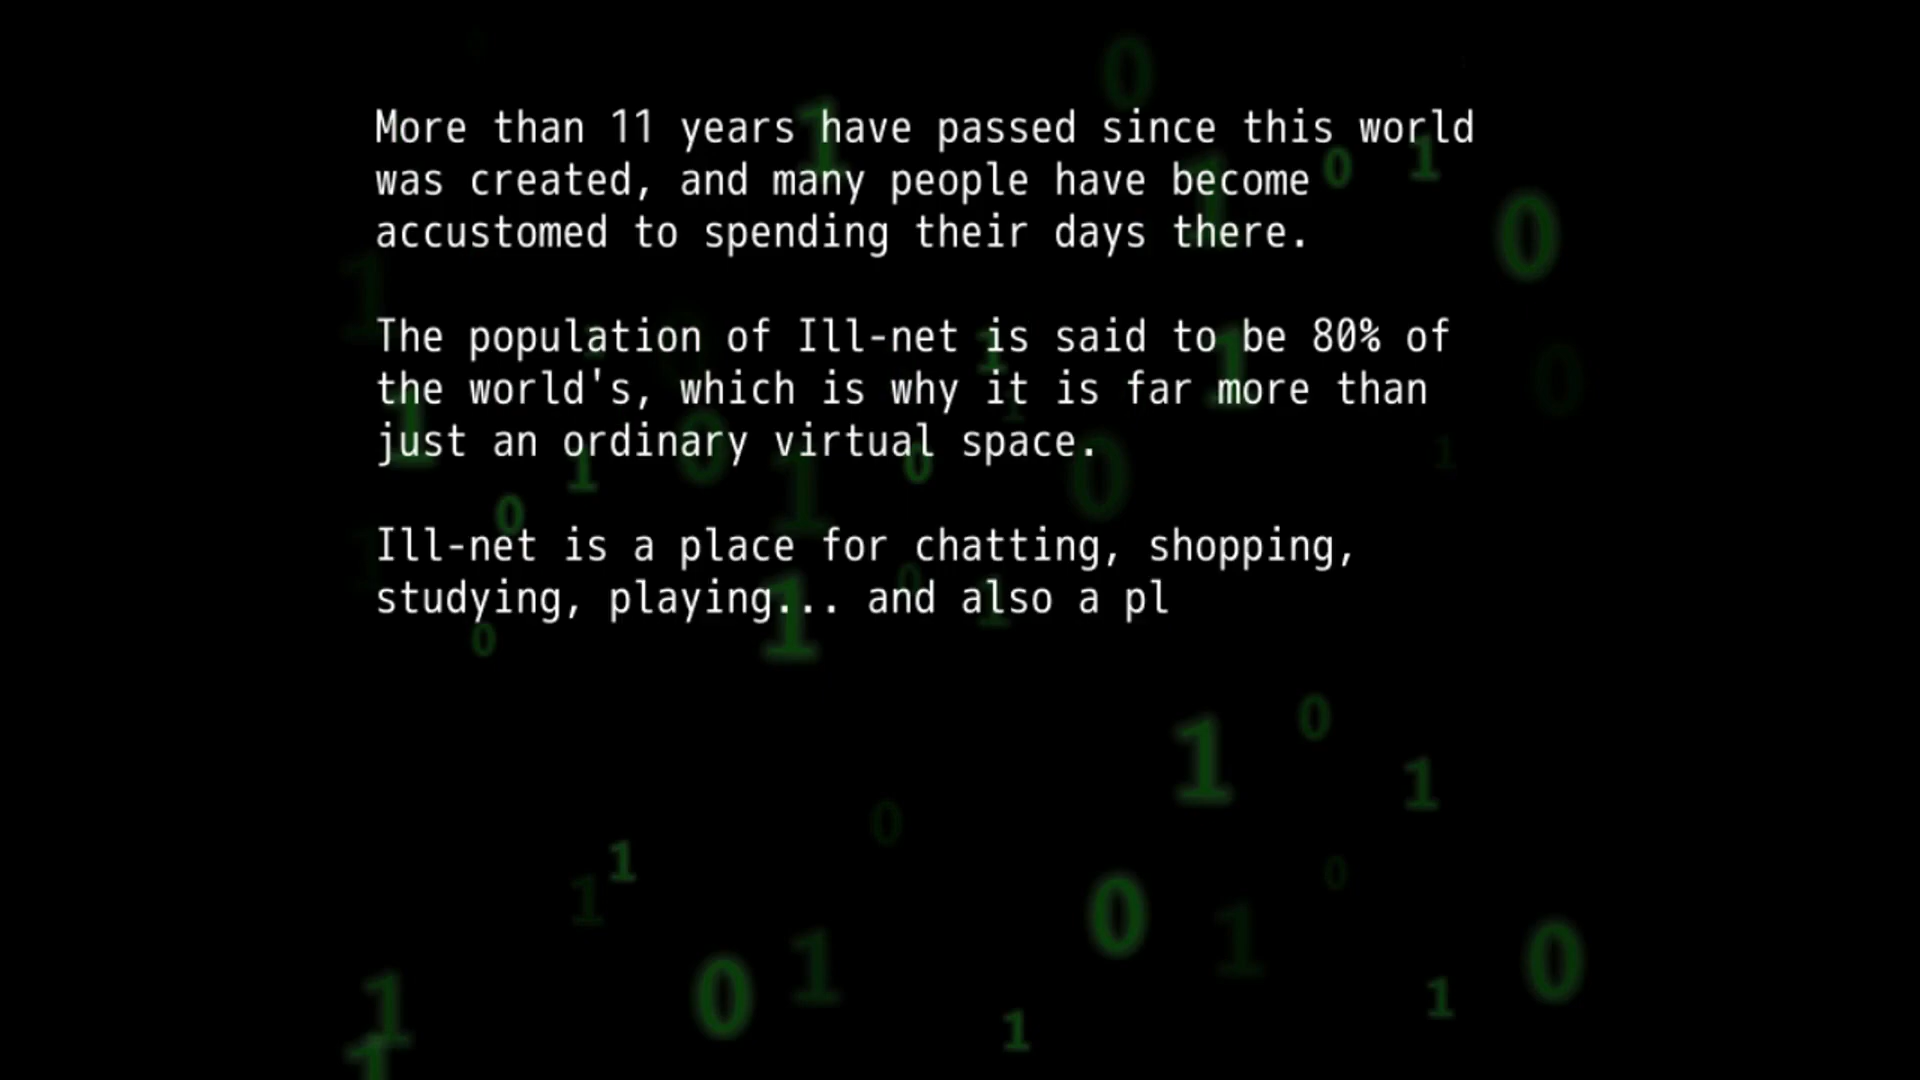 More than 11 years have passed since this world
was created, and many people have become
accustomed to spending their days there.
The population of Ill-net is said to be 80% of
the world's, which is why it is far more than
just an ordinary virtual space.
Ill-net is a place for chatting, shopping,
studying, playing... and also a pl